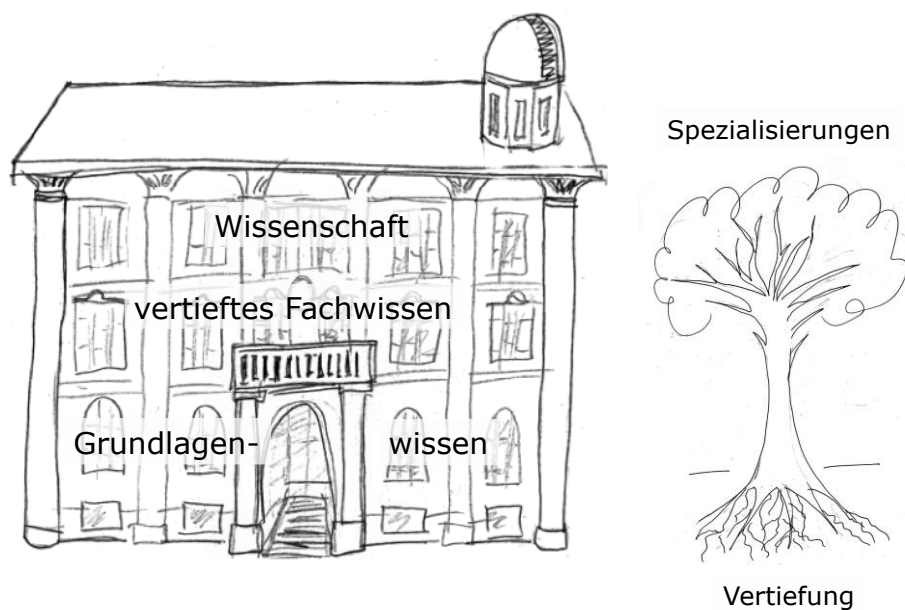 Wissenschaft
vertieftes Fachwissen
Grundlagen- wissen
Spezialisierungen
Vertiefung